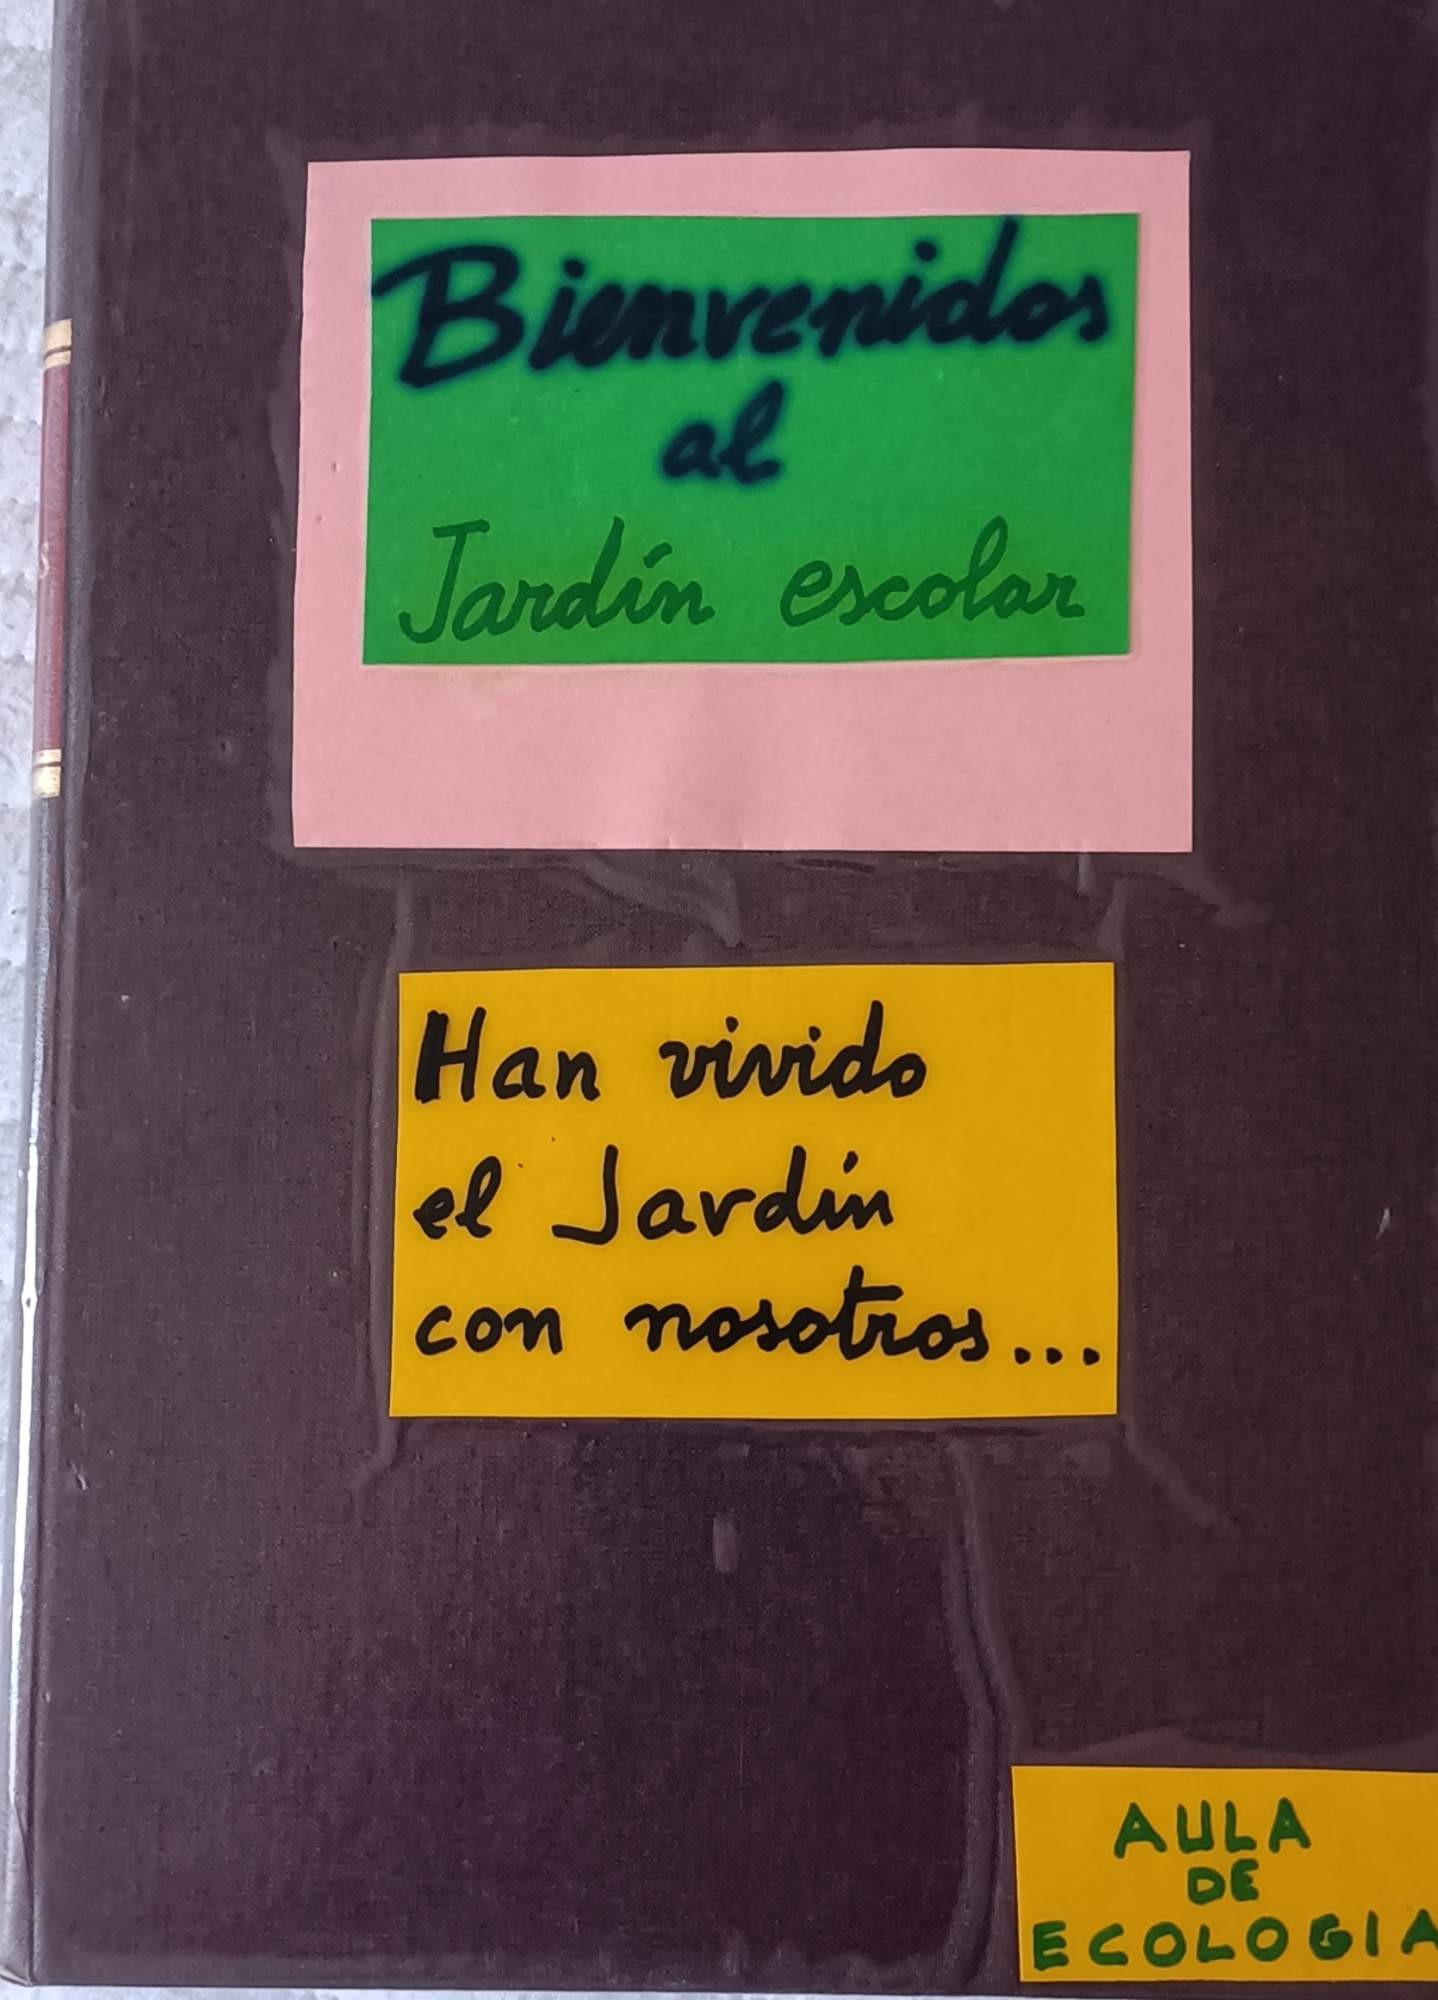 Bienvenidos
al
Jardín escolar
Han vivido
el Jardín
con nosotros...
AULA
DE
ECOLOGIA